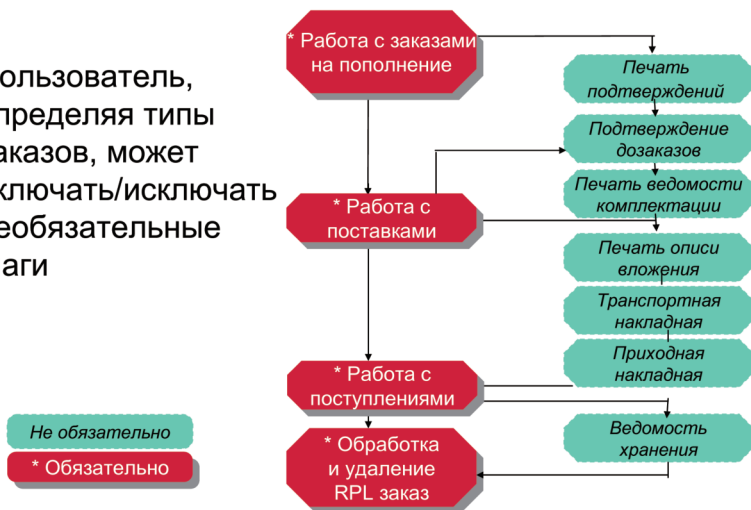 ользователь,
пределяя типы
аказов, может
ключать/исключать
еобязательные
аги
* Работа с заказами
на пополнение
Печать
подтверждений
Подтверждение
дозаказов
Печать ведомости
комплектации
* Работа с
поставками
Печать описи
вложения
Транспортная
накладная
Приходная
накладная
* Работа с
поступлениями
Ведомость
хранения
* Обработка
и удаление
RPL заказ
Не обязательно
* Обязательно